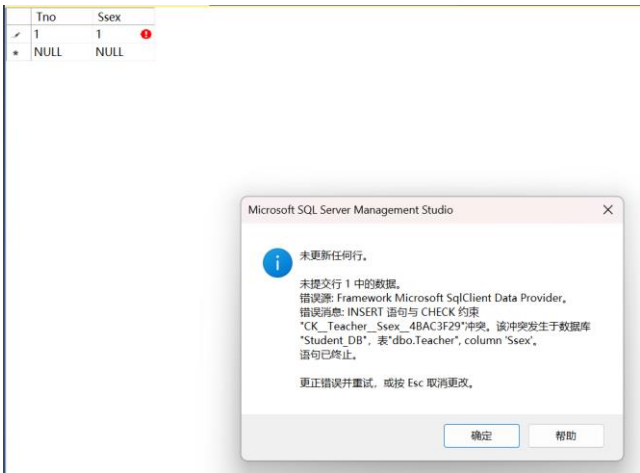 Tno Ssex
1 1
NULL NULL
Microsoft SQL Server Management Studio
未更新任何行。
未提交行 1 中的数据。
错误源: Framework Microsoft SqlClient Data Provider。
错误消息: INSERT 语句与 CHECK 约束
"CK__Teacher__Ssex__4BAC3F29"冲突。该冲突发生于数据库
"Student_DB"，表"dbo.Teacher", column 'Ssex'。
语句已终止。
更正错误并重试，或按 Esc 取消更改。
确定 帮助